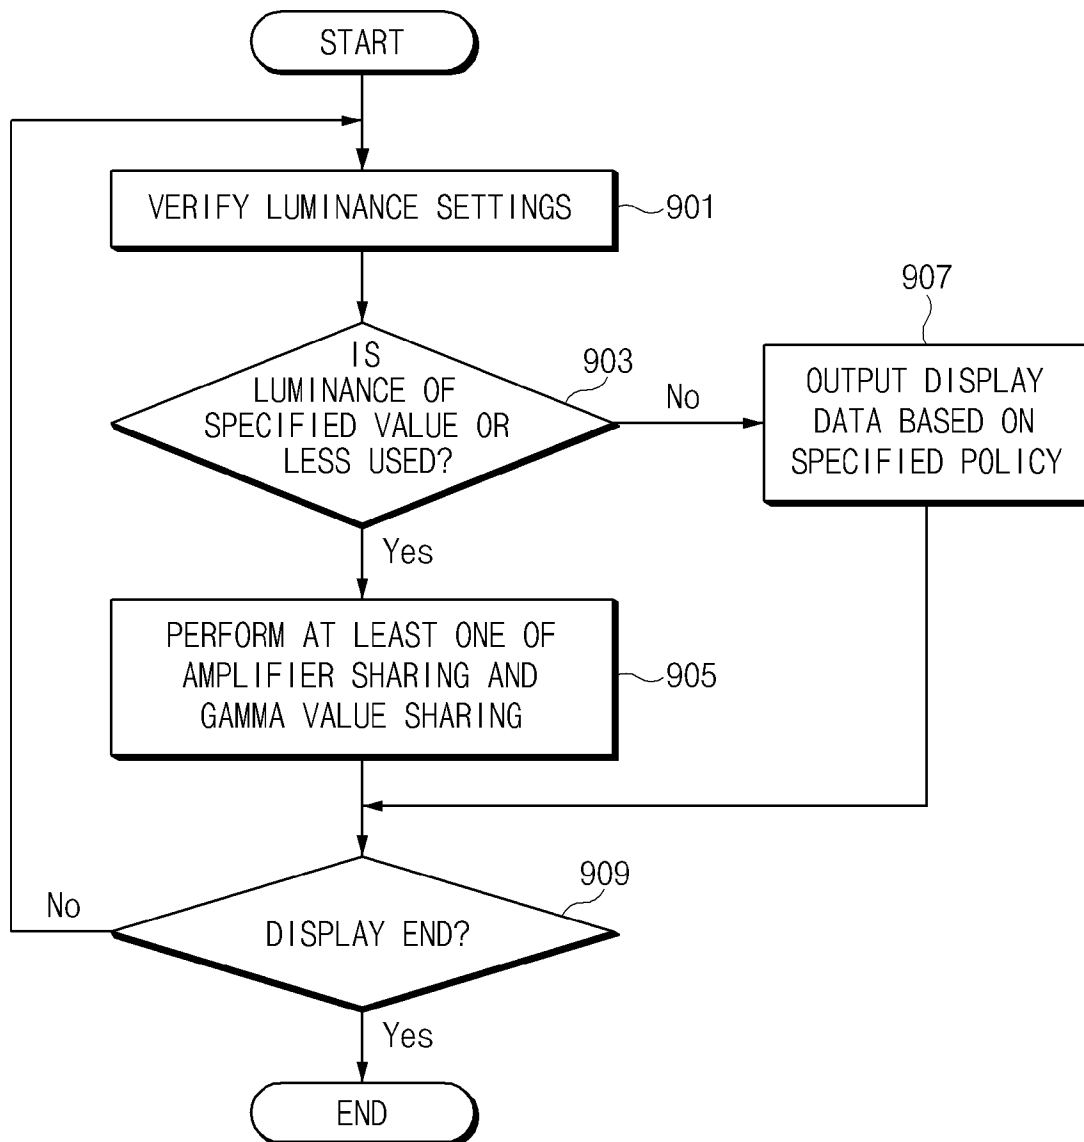 START
VERIFY LUMINANCE SETTINGS
901
IS
LUMINANCE OF
SPECIFIED VALUE OR
LESS USED?
903
No
907
OUTPUT DISPLAY
DATA BASED ON
SPECIFIED POLICY
Yes
PERFORM AT LEAST ONE OF
AMPLIFIER SHARING AND
GAMMA VALUE SHARING
905
DISPLAY END?
909
No
Yes
END